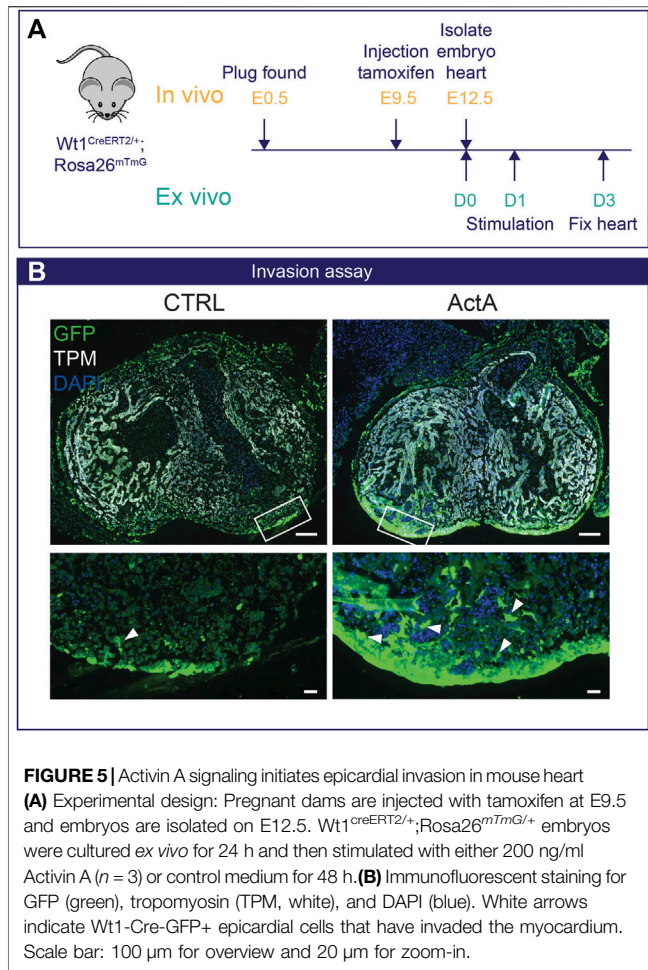 A
Isolate
Injection embryo
Plug found tamoxifen heart
In vivo E0.5 E9.5 E12.5
Wt1CreERT2/+;
Rosa26mTmG
Ex vivo D0 D1 D3
Stimulation Fix heart
B Invasion assay
CTRL ActA
GFP
TPM
DAPI
FIGURE 5 | Activin A signaling initiates epicardial invasion in mouse heart
(A) Experimental design: Pregnant dams are injected with tamoxifen at E9.5
and embryos are isolated on E12.5. Wt1creERT2/+;Rosa26mTmG/+ embryos
were cultured ex vivo for 24 h and then stimulated with either 200 ng/ml
Activin A (n = 3) or control medium for 48 h.(B) Immunofluorescent staining for
GFP (green), tropomyosin (TPM, white), and DAPI (blue). White arrows
indicate Wt1-Cre-GFP+ epicardial cells that have invaded the myocardium.
Scale bar: 100 µm for overview and 20 µm for zoom-in.